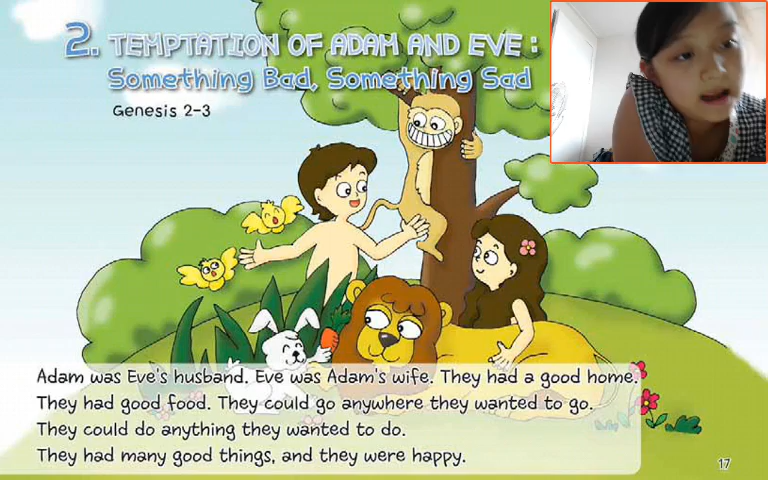 2. TEMPTATION OF ADAM AND EVE:
Something Bad, Something Sad
Genesis 2-3
Adam was Eve's husband. Eve was Adam's wife. They had a good home.
They had good food. They could go anywhere they wanted to go.
They could do anything they wanted to do.
They had many good things, and they were happy.
17